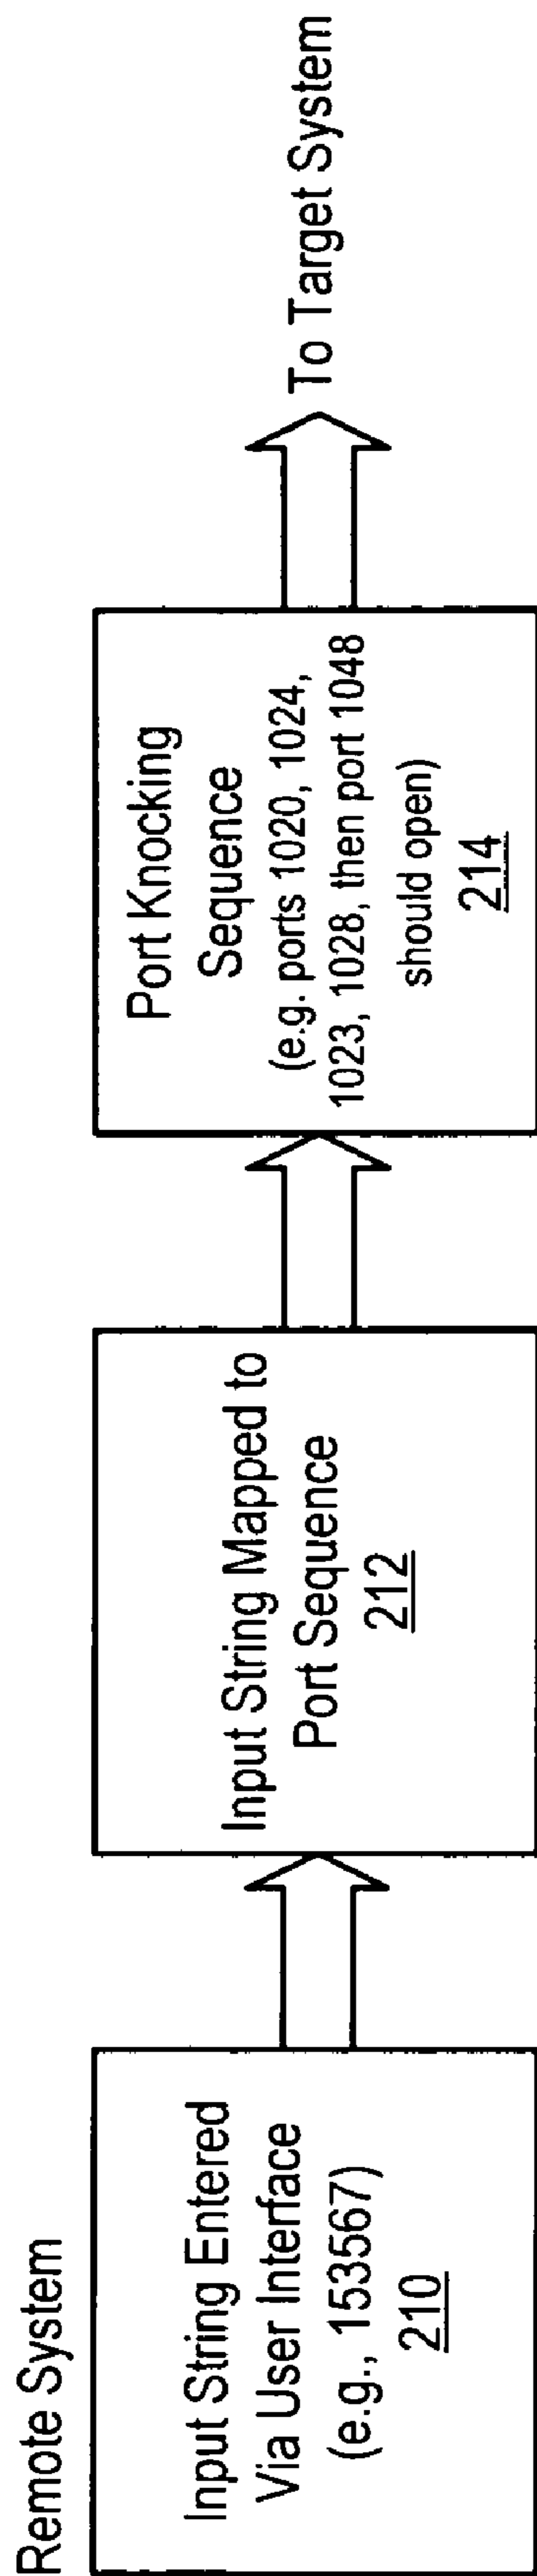 Remote System
Input String Entered
Via User Interface
(e.g., 153567)
210
Input String Mapped to
Port Sequence
212
Port Knocking
Sequence
(e.g. ports 1020, 1024,
1023, 1028, then port 1048
should open)
214
To Target System